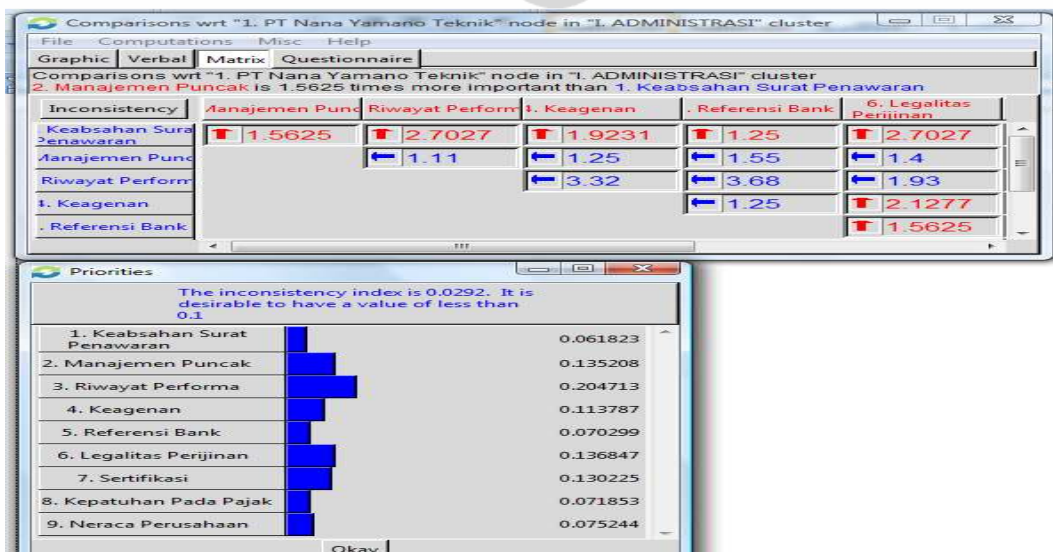 Comparisons wrt "1. PT Nana Yamano Teknik" node in "I. ADMINISTRASI" cluster
File Computations Misc Help
Graphic Verbal Matrix Questionnaire
Comparisons wrt "1. PT Nana Yamano Teknik" node in "I. ADMINISTRASI" cluster
2. Manajemen Puncak is 1.5625 times more important than 1. Keabsahan Surat Penawaran
Inconsistency Manajemen Punc Riwayat Perform 4. Keagenan . Referensi Bank 6. Legalitas
Perijinan
. Keabsahan Sura 1.5625 2.7027 1.9231 1.25 2.7027
Penawaran
Manajemen Punc 1.11 1.25 1.55 1.4
Riwayat Perform 3.32 3.68 1.93
4. Keagenan 1.25 2.1277
. Referensi Bank 1.5625
Priorities
The inconsistency index is 0.0292. It is
desirable to have a value of less than
0.1
1. Keabsahan Surat
Penawaran 0.061823
2. Manajemen Puncak 0.135208
3. Riwayat Performa 0.204713
4. Keagenan 0.113787
5. Referensi Bank 0.070299
6. Legalitas Perijinan 0.136847
7. Sertifikasi 0.130225
8. Kepatuhan Pada Pajak 0.071853
9. Neraca Perusahaan 0.075244
Okay